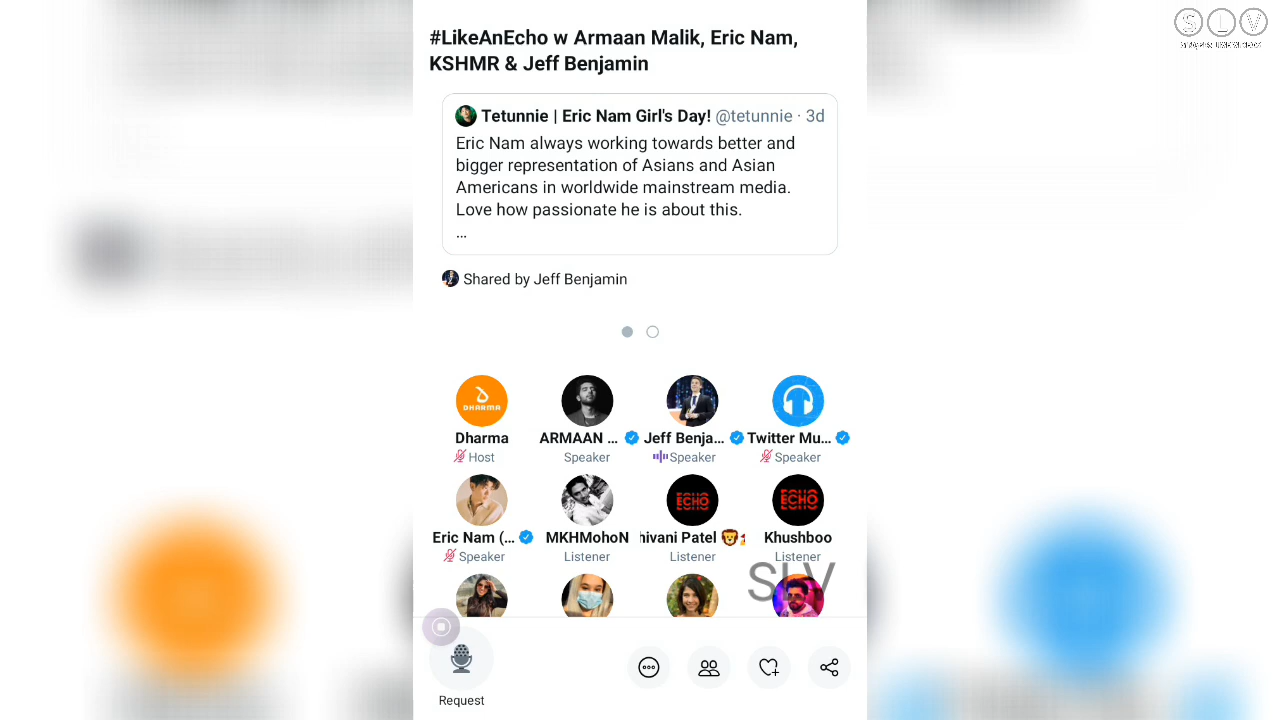 S L V
#LikeAnEcho w Armaan Malik, Eric Nam,
KSHMR & Jeff Benjamin
Tetunnie | Eric Nam Girl's Day! @tetunnie · 3d
Eric Nam always working towards better and
bigger representation of Asians and Asian
Americans in worldwide mainstream media.
Love how passionate he is about this.
...
Shared by Jeff Benjamin
DHARMA
Dharma ARMAAN ... Jeff Benja... Twitter Mu...
Host Speaker Speaker Speaker
ECHO ECHO
Eric Nam (... MKHMohoN hivani Patel Khushboo
Speaker Listener Listener Listener
SLV
Request